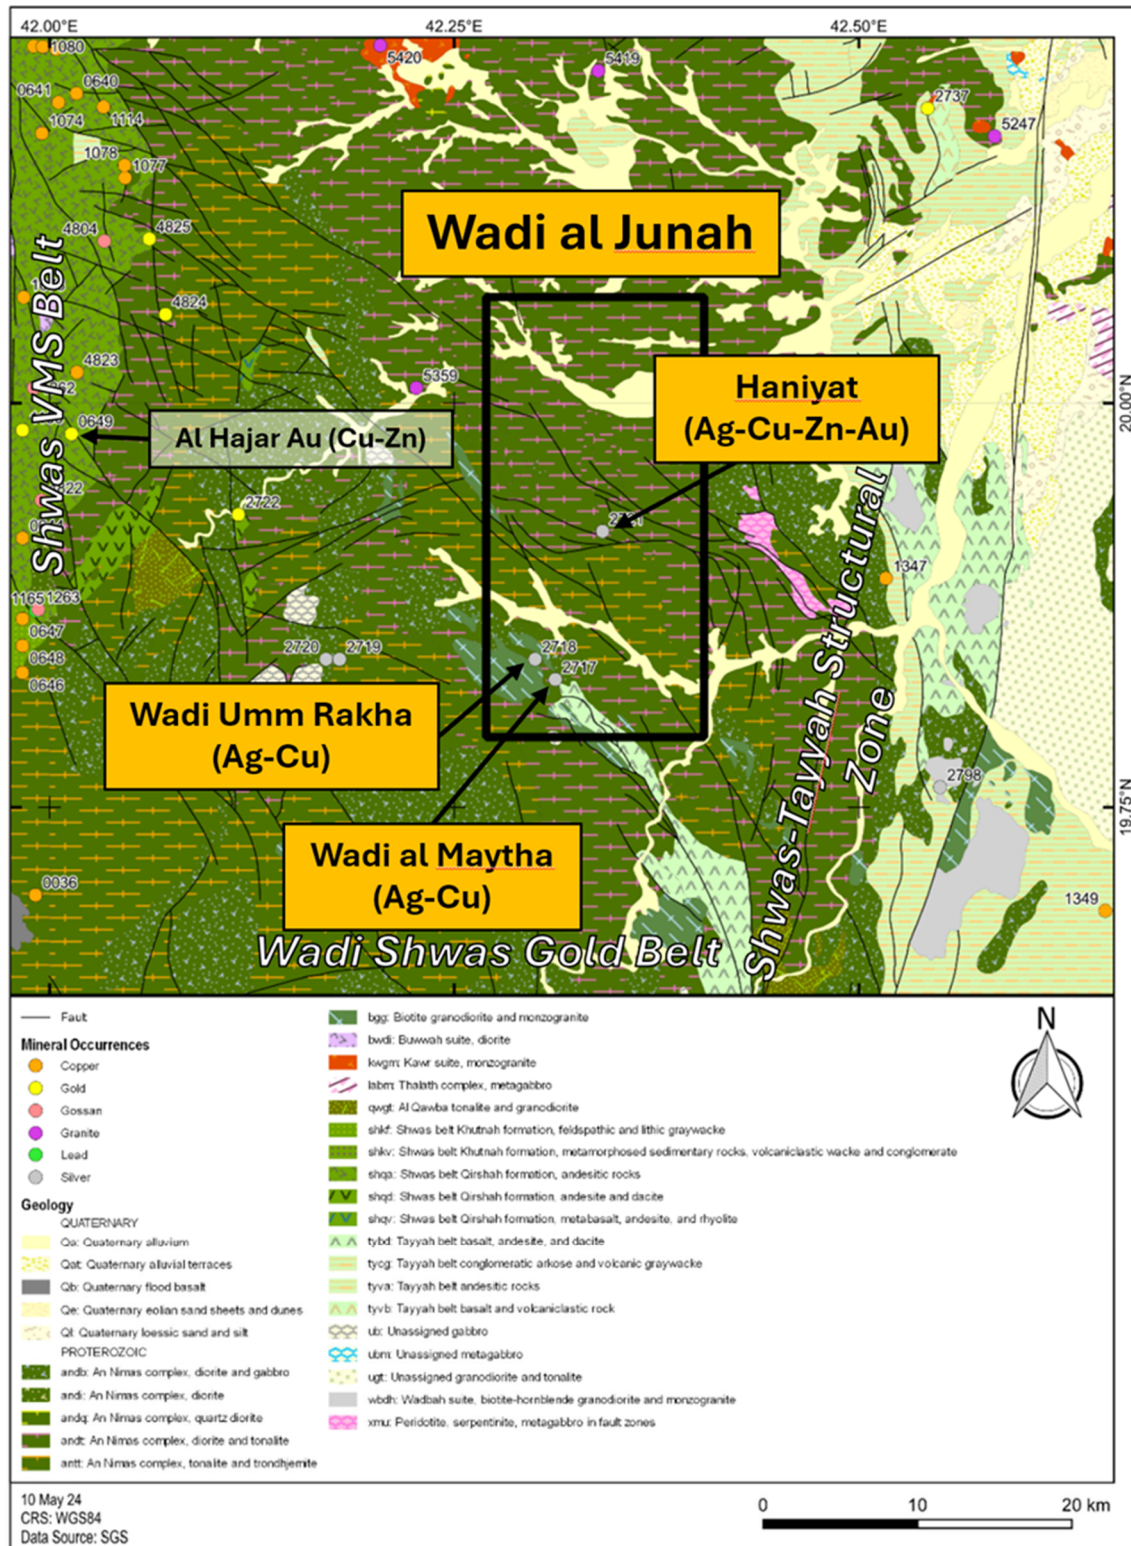 42.00°E
42.25°E
42.50°E
1080
5420
5419
0641
0640
2737
1074
1114
5247
1078
1077
Wadi al Junah
4804
4825
4824
Shwas VMS Belt
4823
5359
Haniyat
(Ag-Cu-Zn-Au)
20.00°N
0649
Al Hajar Au (Cu-Zn)
2722
1347
1165
1263
0647
2720
2719
2718
0648
2717
0646
Wadi Umm Rakha
(Ag-Cu)
Shwas-Tayyah Structural
Zone
2798
19.75°N
Wadi al Maytha
(Ag-Cu)
0036
1349
Wadi Shwas Gold Belt
Fault
Mineral Occurrences
Copper
Gold
Gossan
Granite
Lead
Silver
Geology
QUATERNARY
Qa: Quaternary alluvium
Qat: Quaternary alluvial terraces
Qb: Quaternary flood basalt
Qe: Quaternary eolian sand sheets and dunes
Ql: Quaternary loessic sand and silt
PROTEROZOIC
andb: An Nimas complex, diorite and gabbro
andi: An Nimas complex, diorite
andq: An Nimas complex, quartz diorite
andt: An Nimas complex, diorite and tonalite
antt: An Nimas complex, tonalite and trondhjemite
bgg: Biotite granodiorite and monzogranite
bwdi: Buwwah suite, diorite
kwgm: Kawr suite, monzogranite
labm: Thalath complex, metagabbro
qwgt: Al Qawba tonalite and granodiorite
shkf: Shwas belt Khutnah formation, feldspathic and lithic graywacke
shkv: Shwas belt Khutnah formation, metamorphosed sedimentary rocks, volcaniclastic wacke and conglomerate
shqa: Shwas belt Qirshah formation, andesitic rocks
shqd: Shwas belt Qirshah formation, andesite and dacite
shqv: Shwas belt Qirshah formation, metabasalt, andesite, and rhyolite
tybd: Tayyah belt basalt, andesite, and dacite
tycg: Tayyah belt conglomeratic arkose and volcanic graywacke
tyva: Tayyah belt andesitic rocks
tyvb: Tayyah belt basalt and volcaniclastic rock
ub: Unassigned gabbro
ubm: Unassigned metagabbro
ugt: Unassigned granodiorite and tonalite
wbdh: Wadbah suite, biotite-hornblende granodiorite and monzogranite
xmu: Peridotite, serpentinite, metagabbro in fault zones
N
10 May 24
CRS: WGS84
Data Source: SGS
0
10
20 km